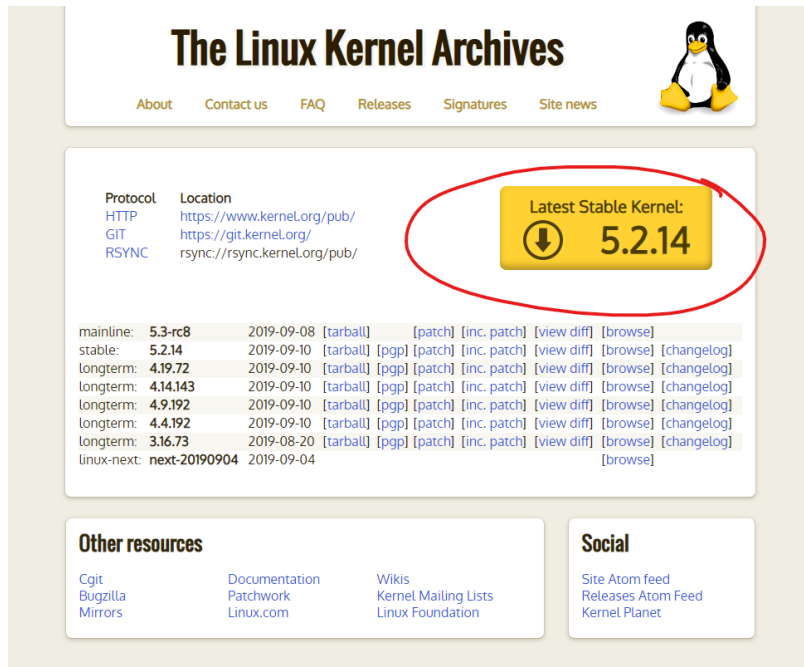 The Linux Kernel Archives
About Contact us FAQ Releases Signatures Site news
Protocol Location
HTTP https://www.kernel.org/pub/
GIT https://git.kernel.org/
RSYNC rsync://rsync.kernel.org/pub/
Latest Stable Kernel:
5.2.14
mainline: 5.3-rc8 2019-09-08 [tarball] [patch] [inc. patch] [view diff] [browse]
stable: 5.2.14 2019-09-10 [tarball] [pgp] [patch] [inc. patch] [view diff] [browse] [changelog]
longterm: 4.19.72 2019-09-10 [tarball] [pgp] [patch] [inc. patch] [view diff] [browse] [changelog]
longterm: 4.14.143 2019-09-10 [tarball] [pgp] [patch] [inc. patch] [view diff] [browse] [changelog]
longterm: 4.9.192 2019-09-10 [tarball] [pgp] [patch] [inc. patch] [view diff] [browse] [changelog]
longterm: 4.4.192 2019-09-10 [tarball] [pgp] [patch] [inc. patch] [view diff] [browse] [changelog]
longterm: 3.16.73 2019-08-20 [tarball] [pgp] [patch] [inc. patch] [view diff] [browse] [changelog]
linux-next: next-20190904 2019-09-04 [browse]
Other resources
Cgit Documentation Wikis
Bugzilla Patchwork Kernel Mailing Lists
Mirrors Linux.com Linux Foundation
Social
Site Atom feed
Releases Atom Feed
Kernel Planet